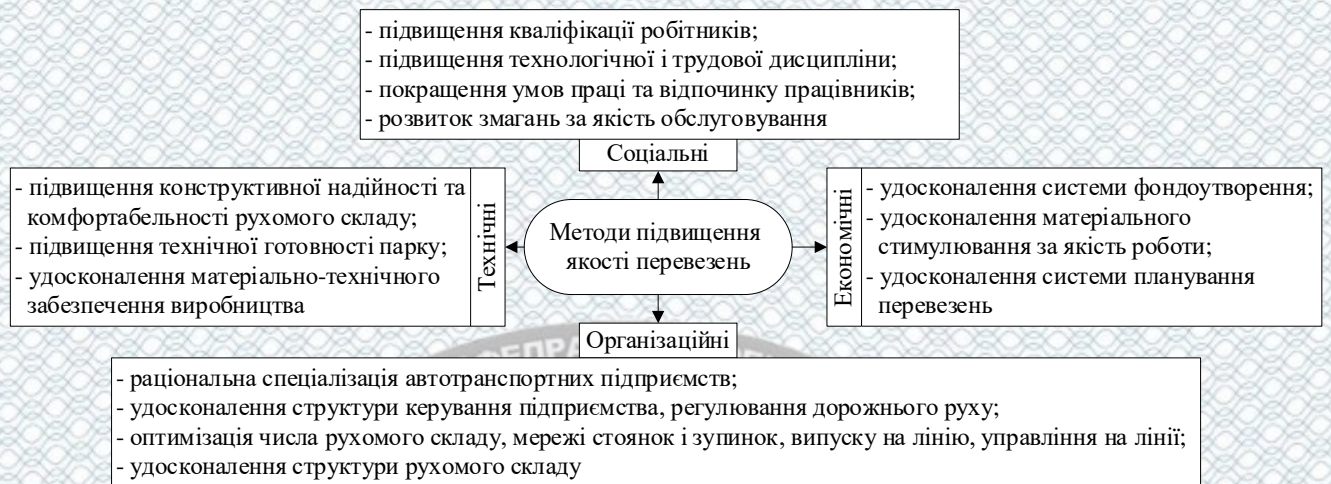 - підвищення кваліфікації робітників;
- підвищення технологічної і трудової дисципліни;
- покращення умов праці та відпочинку працівників;
- розвиток змагань за якість обслуговування
Соціальні
- підвищення конструктивної надійності та
комфортабельності рухомого складу;
- підвищення технічної готовності парку;
- удосконалення матеріально-технічного
забезпечення виробництва
Технічні
Методи підвищення
якості перевезень
Економічні
- удосконалення системи фондоутворення;
- удосконалення матеріального
стимулювання за якість роботи;
- удосконалення системи планування
перевезень
Організаційні
- раціональна спеціалізація автотранспортних підприємств;
- удосконалення структури керування підприємства, регулювання дорожнього руху;
- оптимізація числа рухомого складу, мережі стоянок і зупинок, випуску на лінію, управління на лінії;
- удосконалення структури рухомого складу